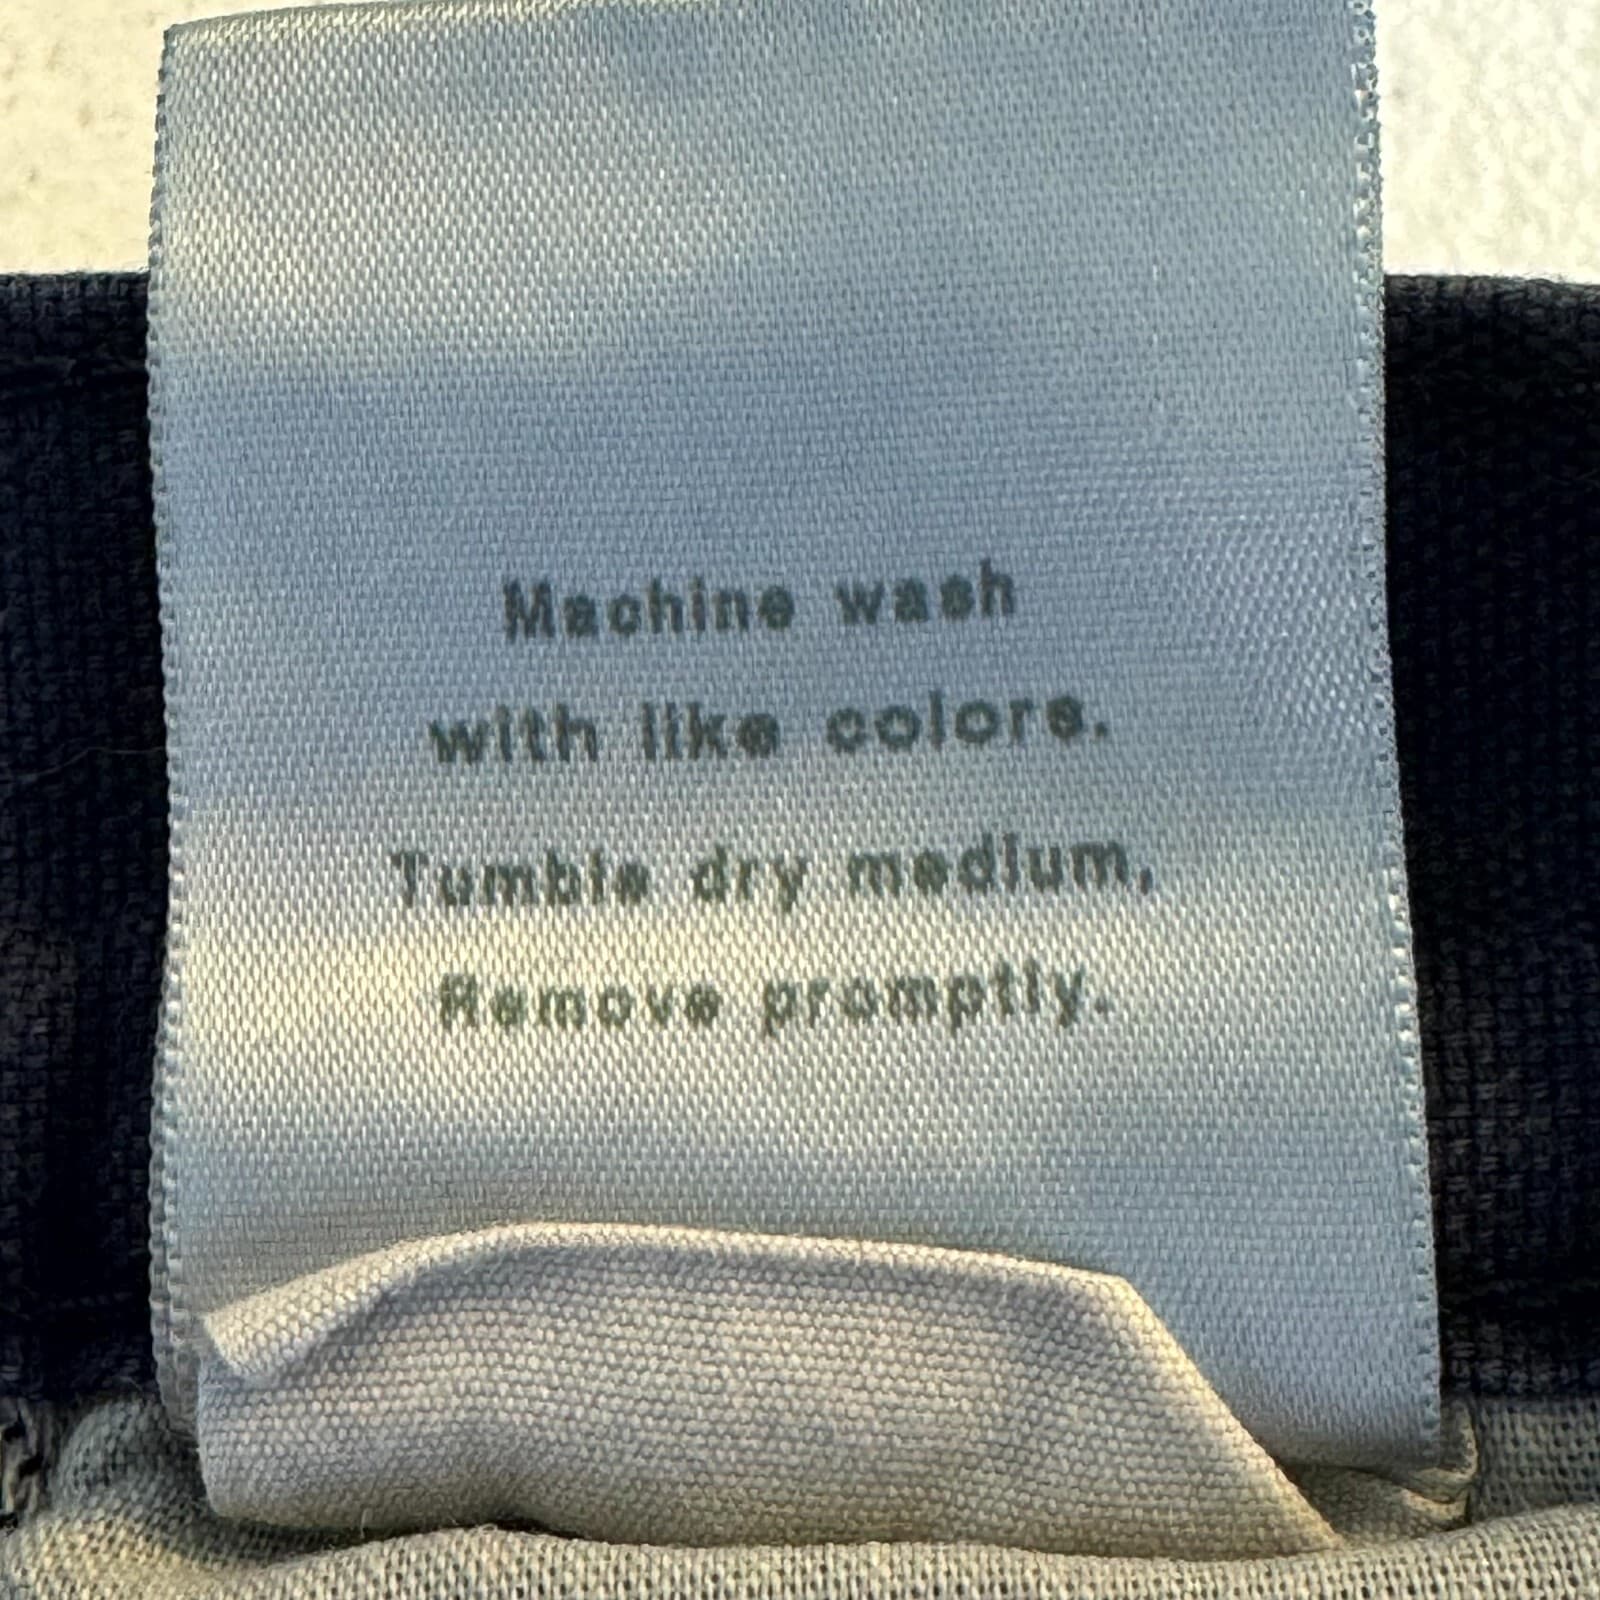 Machine wash
with like colors.
Tumble dry medium,
Remove promptly.